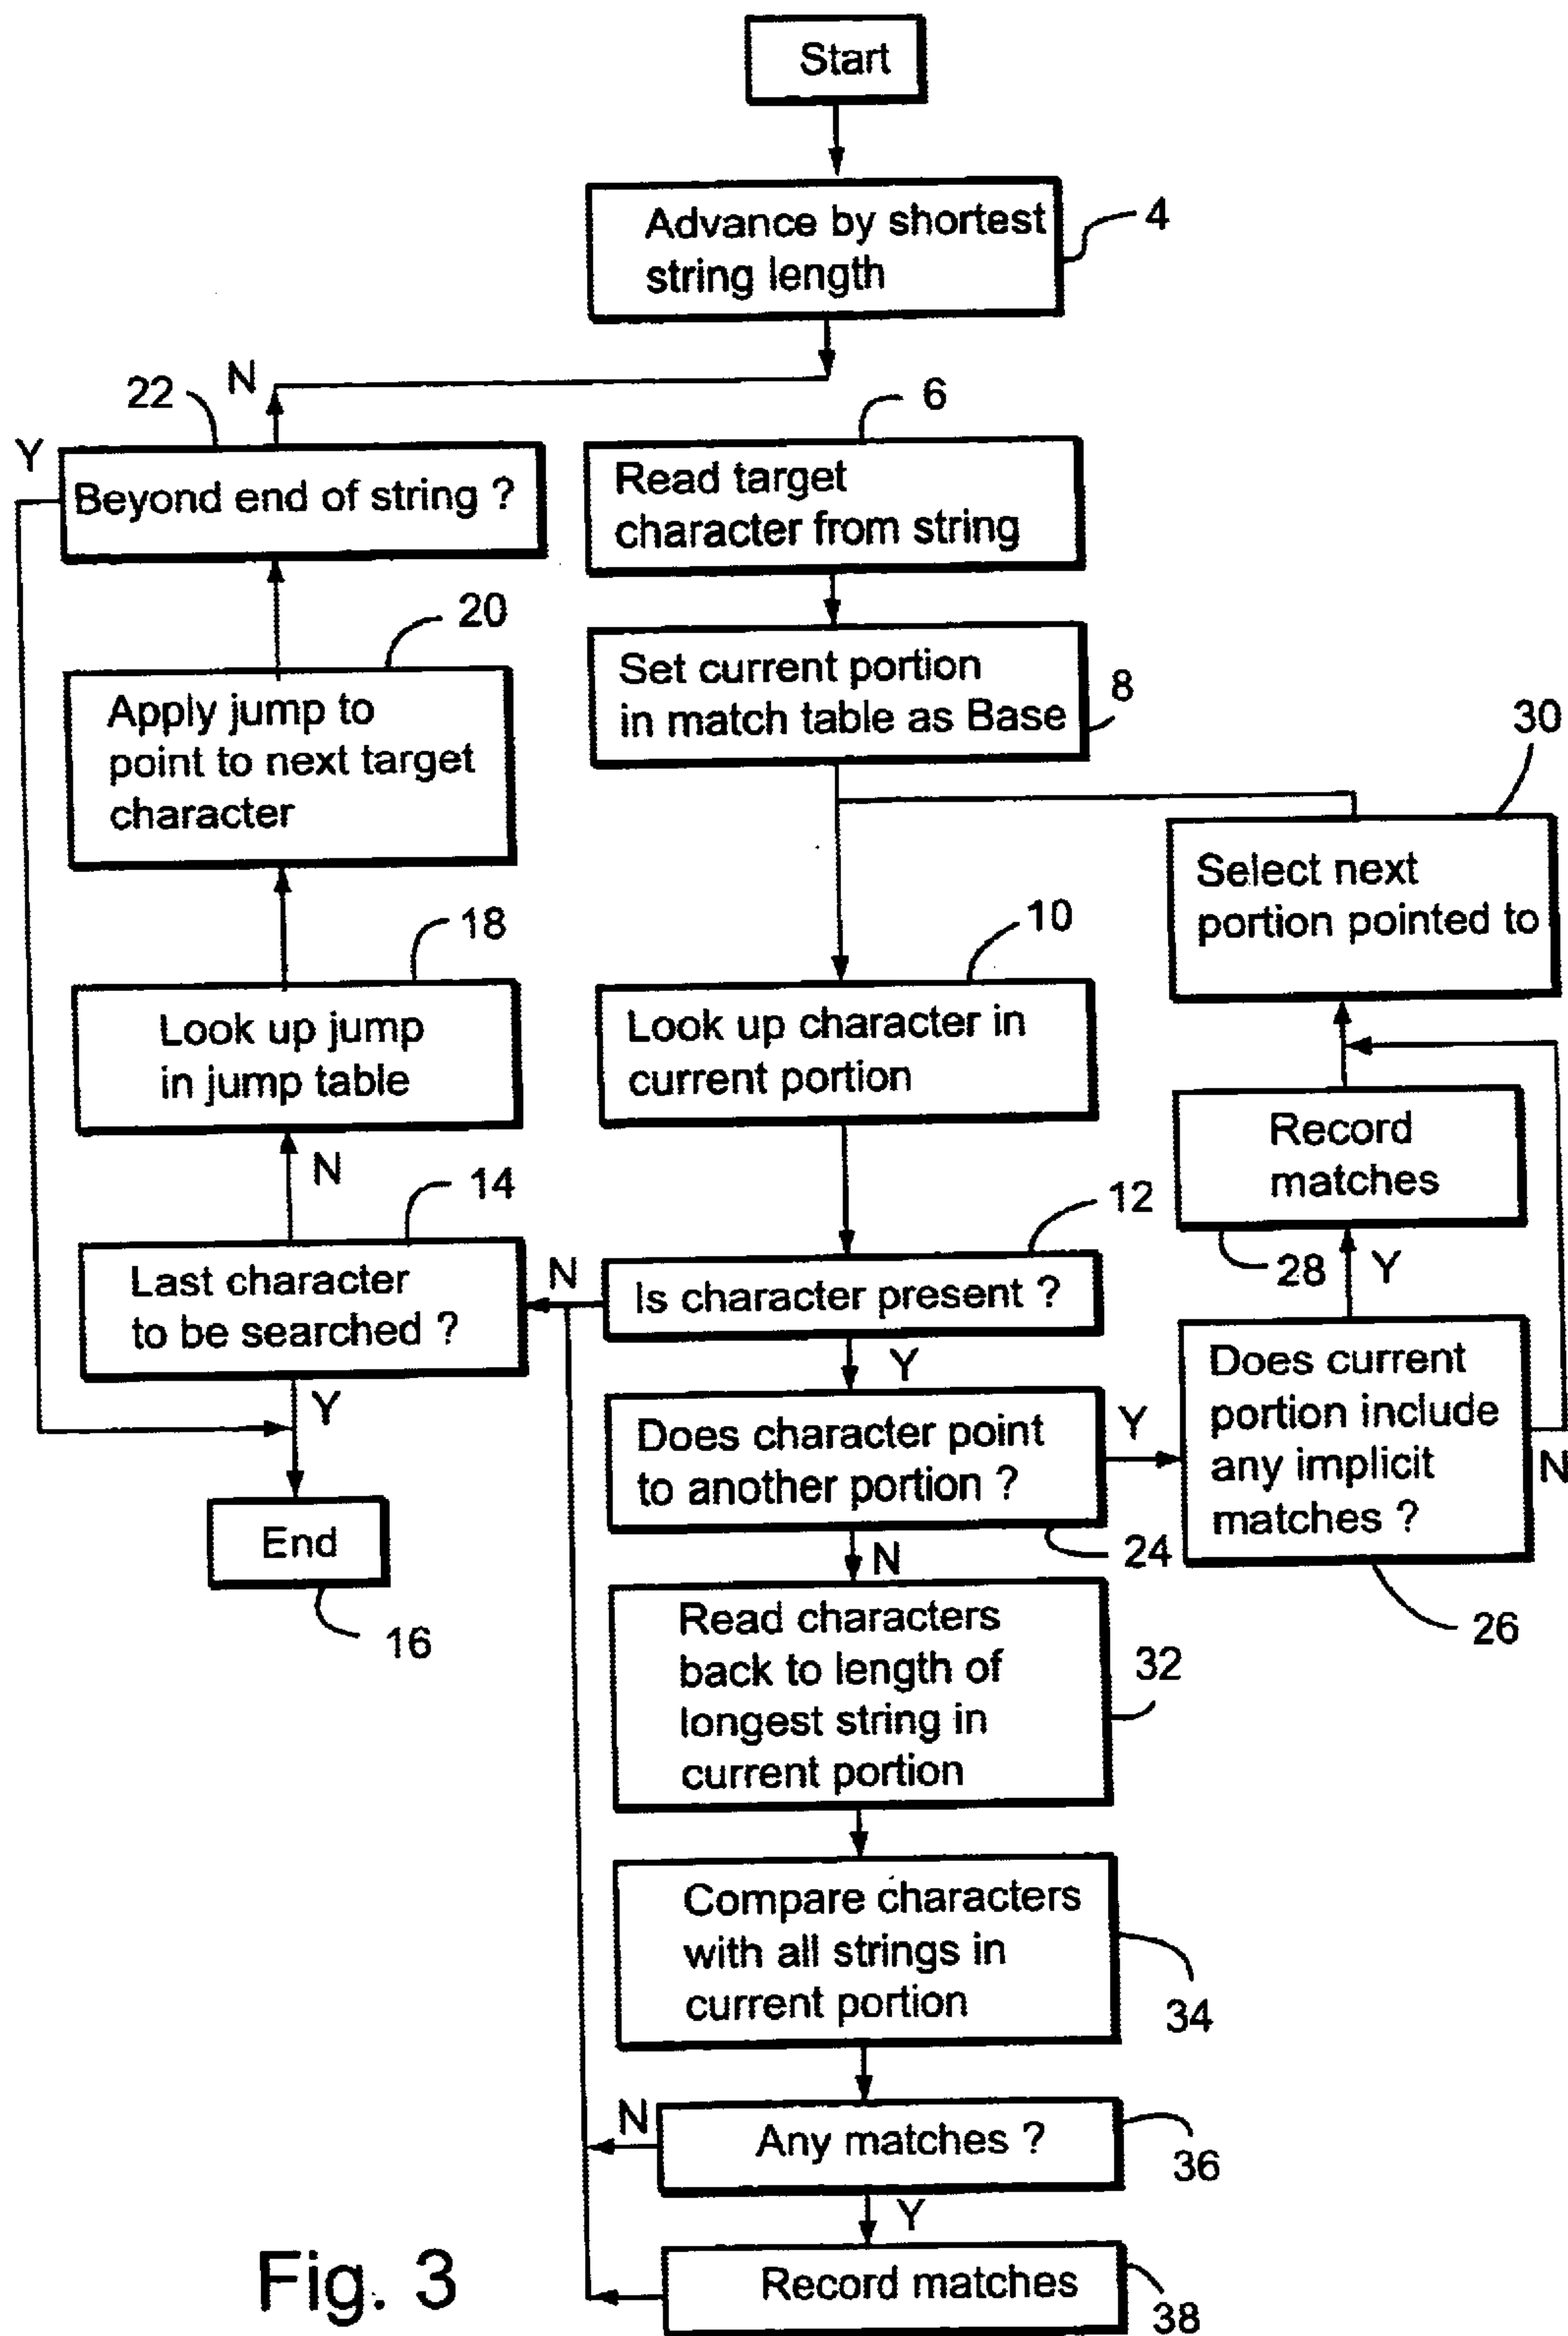 Start
Advance by shortest
string length
4
22
N
Y
Beyond end of string ?
6
Read target
character from string
20
Set current portion
in match table as Base
8
Apply jump to
point to next target
character
30
Select next
portion pointed to
18
Look up jump
in jump table
10
Look up character in
current portion
Record
matches
28
Y
N
14
Last character
to be searched ?
Y
N
12
Is character present ?
Y
Does character point
to another portion ?
24
Y
N
Does current
portion include
any implicit
matches ?
N
26
End
16
Read characters
back to length of
longest string in
current portion
32
Compare characters
with all strings in
current portion
34
N
Any matches ?
36
Y
Record matches
38
Fig. 3